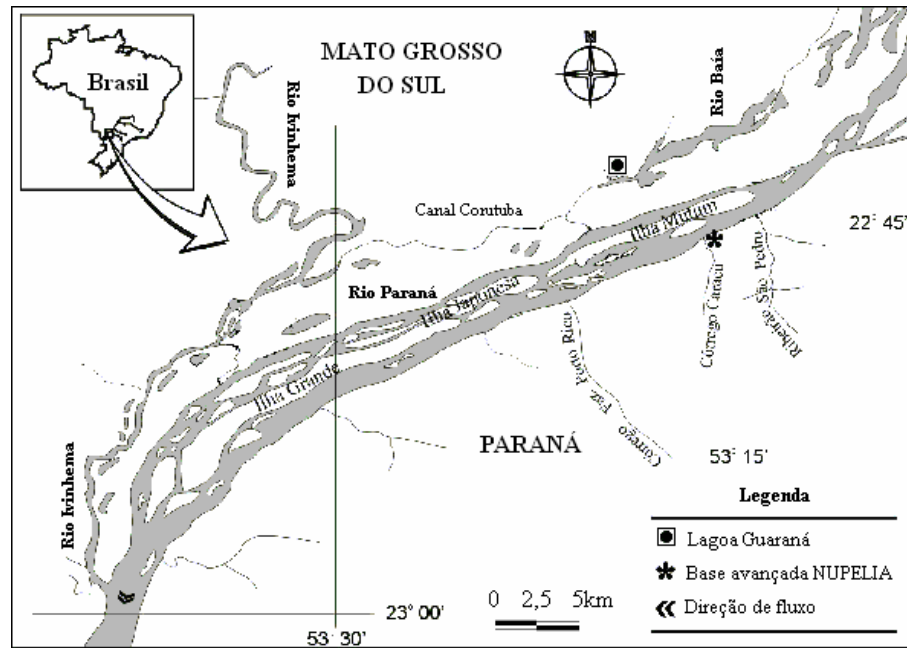 Brasil
MATO GROSSO
DO SUL
N
Rio Ivinhema
Rio Baía
Canal Corutuba
Ilha Mutum
22° 45'
Rio Paraná
Ilha Japonesa
Ilha Grande
Córrego Caracu
Ribeirão São Pedro
Córrego Faz. Porto Rico
PARANÁ
53° 15'
Rio Ivinhema
Legenda
Lagoa Guaraná
Base avançada NUPELIA
Direção de fluxo
0 2,5 5km
23° 00'
53° 30'